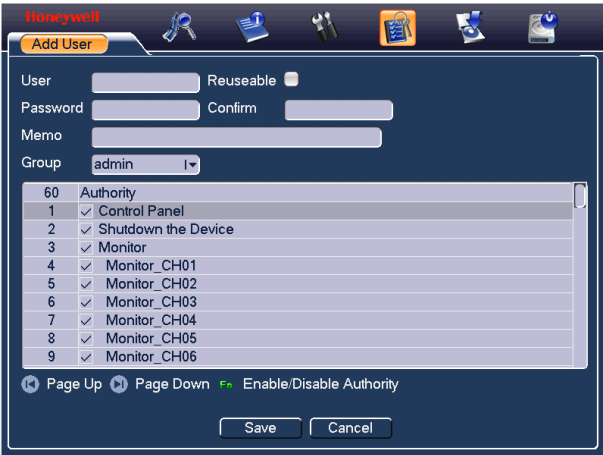 Honeywell
Add User
User Reuseable
Password Confirm
Memo
Group admin
60 Authority
1 Control Panel
2 Shutdown the Device
3 Monitor
4 Monitor_CH01
5 Monitor_CH02
6 Monitor_CH03
7 Monitor_CH04
8 Monitor_CH05
9 Monitor_CH06
Page Up Page Down Fn Enable/Disable Authority
Save Cancel